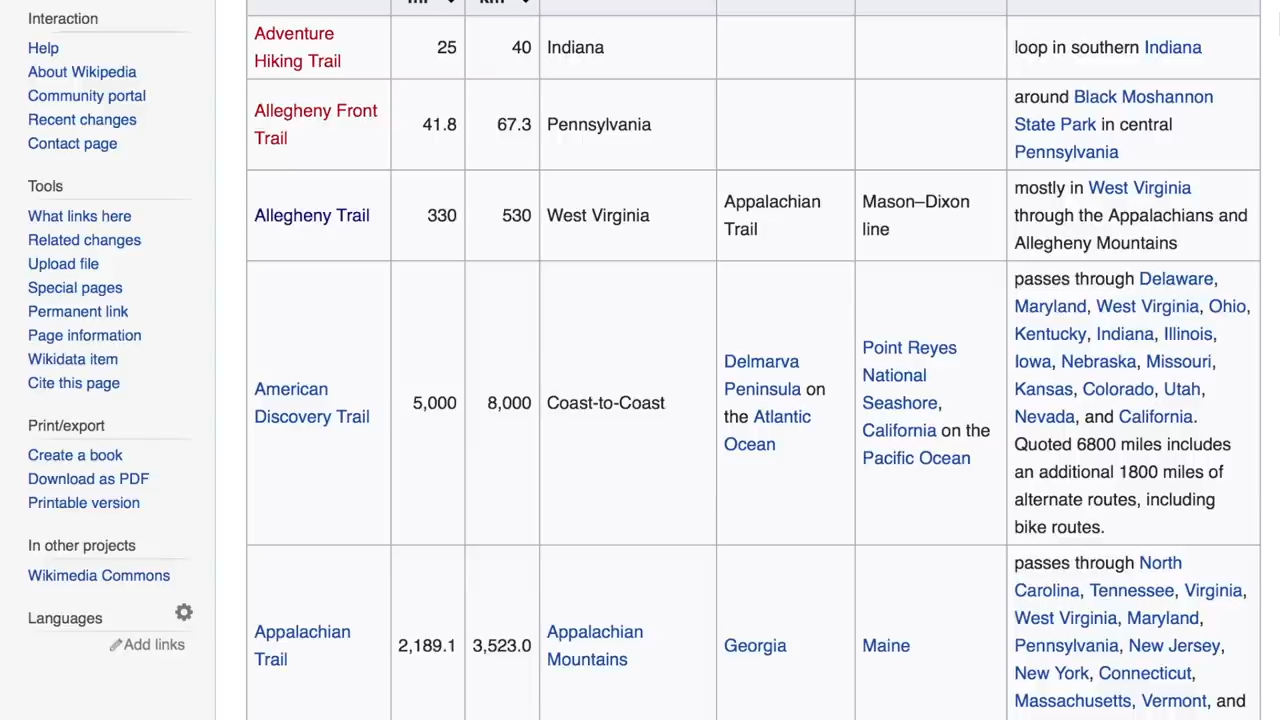 Interaction
Help
About Wikipedia
Community portal
Recent changes
Contact page
Tools
What links here
Related changes
Upload file
Special pages
Permanent link
Page information
Wikidata item
Cite this page
Print/export
Create a book
Download as PDF
Printable version
In other projects
Wikimedia Commons
Languages
Add links
Adventure
Hiking Trail
25
40
Indiana
loop in southern Indiana
Allegheny Front
Trail
41.8
67.3
Pennsylvania
around Black Moshannon
State Park in central
Pennsylvania
Allegheny Trail
330
530
West Virginia
Appalachian
Trail
Mason–Dixon
line
mostly in West Virginia
through the Appalachians and
Allegheny Mountains
American
Discovery Trail
5,000
8,000
Coast-to-Coast
Delmarva
Peninsula on
the Atlantic
Ocean
Point Reyes
National
Seashore,
California on the
Pacific Ocean
passes through Delaware,
Maryland, West Virginia, Ohio,
Kentucky, Indiana, Illinois,
Iowa, Nebraska, Missouri,
Kansas, Colorado, Utah,
Nevada, and California.
Quoted 6800 miles includes
an additional 1800 miles of
alternate routes, including
bike routes.
Appalachian
Trail
2,189.1
3,523.0
Appalachian
Mountains
Georgia
Maine
passes through North
Carolina, Tennessee, Virginia,
West Virginia, Maryland,
Pennsylvania, New Jersey,
New York, Connecticut,
Massachusetts, Vermont, and